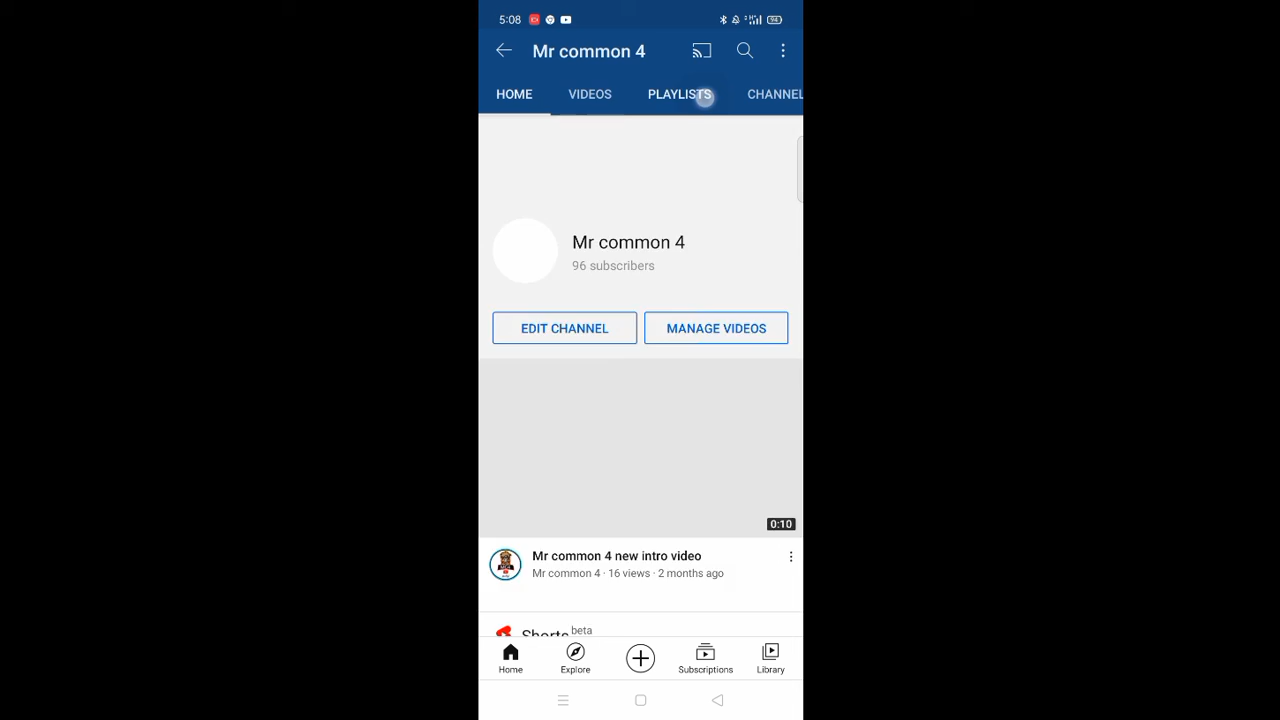 5:08
94
Mr common 4
HOME VIDEOS PLAYLISTS CHANNEL
Mr common 4
96 subscribers
EDIT CHANNEL MANAGE VIDEOS
0:10
Mr common 4 new intro video
Mr common 4 · 16 views · 2 months ago
Shorts beta
Home Explore Subscriptions Library